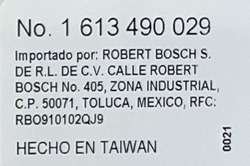 No. 1 613 490 029
Importado por: ROBERT BOSCH S.
DE R.L. DE C.V. CALLE ROBERT
BOSCH No. 405, ZONA INDUSTRIAL,
C.P. 50071, TOLUCA, MEXICO, RFC:
RBO910102QJ9
HECHO EN TAIWAN
0021